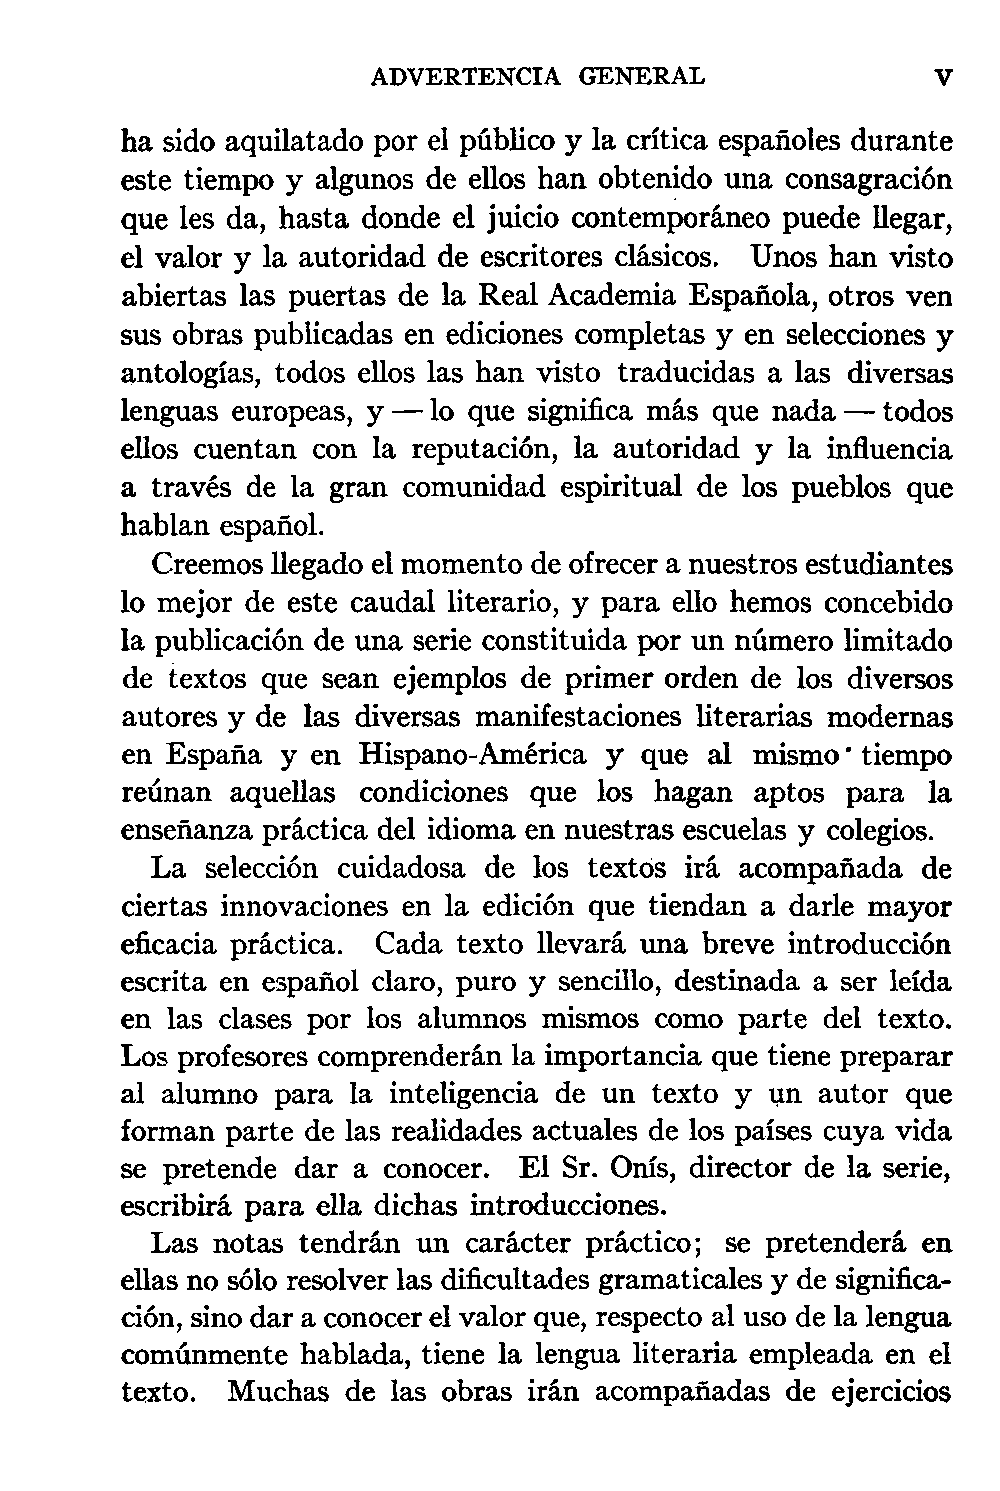 ADVERTENCIA GENERAL V
ha sido aquilatado por el público y la crítica españoles durante
este tiempo y algunos de ellos han obtenido una consagración
que les da, hasta donde el juicio contemporáneo puede llegar,
el valor y la autoridad de escritores clásicos. Unos han visto
abiertas las puertas de la Real Academia Española, otros ven
sus obras publicadas en ediciones completas y en selecciones y
antologías, todos ellos las han visto traducidas a las diversas
lenguas europeas, y — lo que significa más que nada — todos
ellos cuentan con la reputación, la autoridad y la influencia
a través de la gran comunidad espiritual de los pueblos que
hablan español.
Creemos llegado el momento de ofrecer a nuestros estudiantes
lo mejor de este caudal literario, y para ello hemos concebido
la publicación de una serie constituida por un número limitado
de textos que sean ejemplos de primer orden de los diversos
autores y de las diversas manifestaciones literarias modernas
en España y en Hispano-América y que al mismo tiempo
reúnan aquellas condiciones que los hagan aptos para la
enseñanza práctica del idioma en nuestras escuelas y colegios.
La selección cuidadosa de los textos irá acompañada de
ciertas innovaciones en la edición que tiendan a darle mayor
eficacia práctica. Cada texto llevará una breve introducción
escrita en español claro, puro y sencillo, destinada a ser leída
en las clases por los alumnos mismos como parte del texto.
Los profesores comprenderán la importancia que tiene preparar
al alumno para la inteligencia de un texto y un autor que
forman parte de las realidades actuales de los países cuya vida
se pretende dar a conocer. El Sr. Onís, director de la serie,
escribirá para ella dichas introducciones.
Las notas tendrán un carácter práctico; se pretenderá en
ellas no sólo resolver las dificultades gramaticales y de significa-
ción, sino dar a conocer el valor que, respecto al uso de la lengua
comúnmente hablada, tiene la lengua literaria empleada en el
texto. Muchas de las obras irán acompañadas de ejercicios